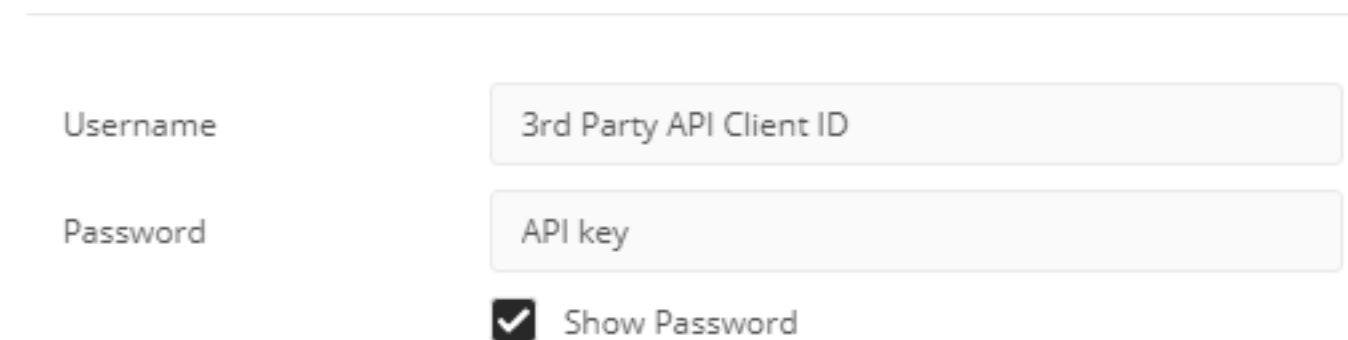 Username 3rd Party API Client ID
Password API key
Show Password